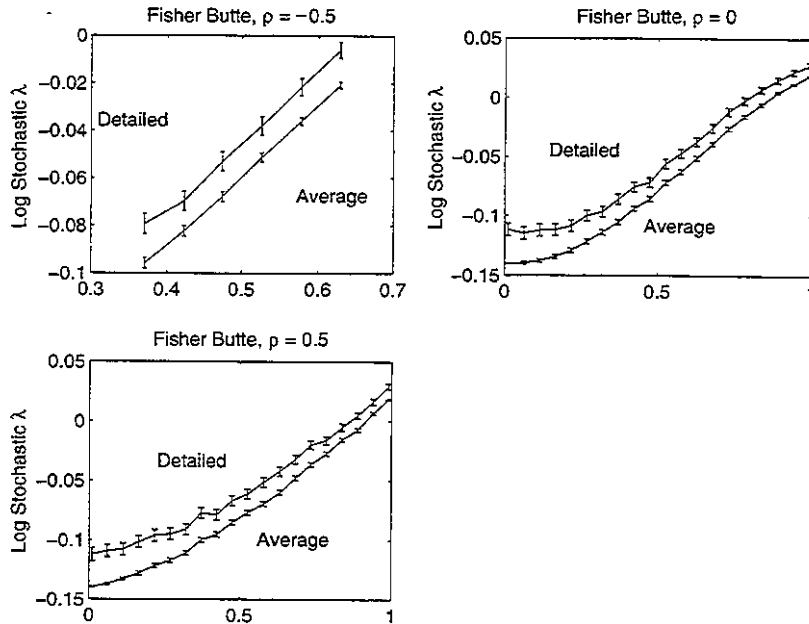 Fisher Butte, ρ = −0.5
Log Stochastic λ
0
−0.02
−0.04
−0.06
−0.08
−0.1
Detailed
Average
0.3
0.4
0.5
0.6
0.7
Fisher Butte, ρ = 0
Log Stochastic λ
0.05
0
−0.05
−0.1
−0.15
Detailed
Average
0
0.5
1
Fisher Butte, ρ = 0.5
Log Stochastic λ
0.05
0
−0.05
−0.1
−0.15
Detailed
Average
0
0.5
1